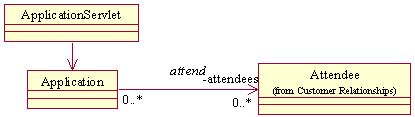 ApplicationServlet
Application
attend
-attendees
0..*
0..*
Attendee
(from Customer Relationships)